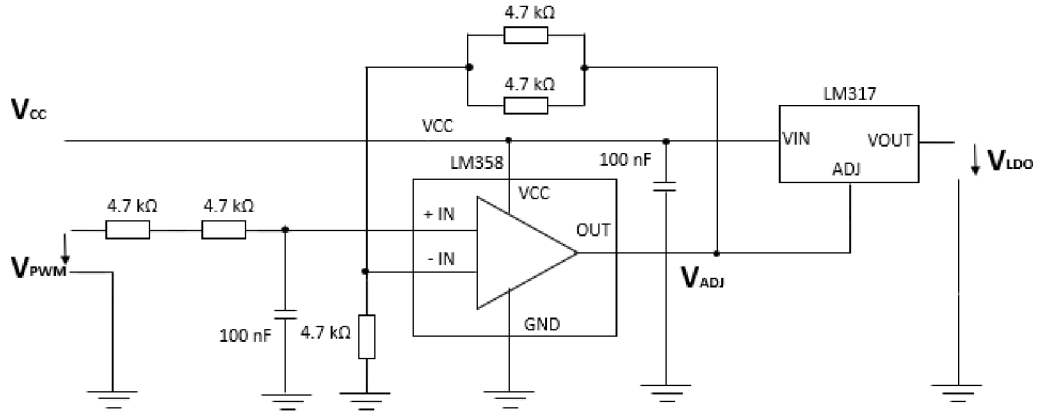 4.7 kΩ
4.7 kΩ
LM317
VCC
VCC
VIN
VOUT
ADJ
VLDO
LM358
100 nF
VCC
4.7 kΩ
4.7 kΩ
+ IN
OUT
- IN
VPWM
VADJ
GND
100 nF
4.7 kΩ